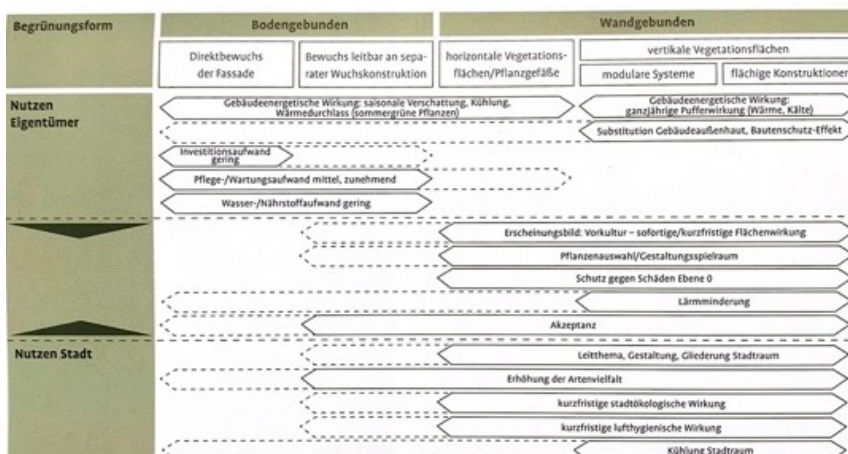 Begrünungsform
Bodengebunden
Wandgebunden
Direktbewuchs
der Fassade
Bewuchs leitbar an sepa-
rater Wuchskonstruktion
horizontale Vegetations-
flächen/Pflanzgefäße
vertikale Vegetationsflächen
modulare Systeme
flächige Konstruktionen
Nutzen
Eigentümer
Gebäudeenergetische Wirkung: saisonale Verschattung, Kühlung,
Wärmedurchlass (sommergrüne Pflanzen)
Gebäudeenergetische Wirkung:
ganzjährige Pufferwirkung (Wärme, Kälte)
Substitution Gebäudeaußenhaut, Bautenschutz-Effekt
Investitionsaufwand
gering
Pflege-/Wartungsaufwand mittel, zunehmend
Wasser-/Nährstoffaufwand gering
Erscheinungsbild: Vorkultur – sofortige/kurzfristige Flächenwirkung
Pflanzenauswahl/Gestaltungsspielraum
Schutz gegen Schäden Ebene 0
Lärmminderung
Akzeptanz
Nutzen Stadt
Leitthema, Gestaltung, Gliederung Stadtraum
Erhöhung der Artenvielfalt
kurzfristige stadtökologische Wirkung
kurzfristige lufthygienische Wirkung
Kühlung Stadtraum